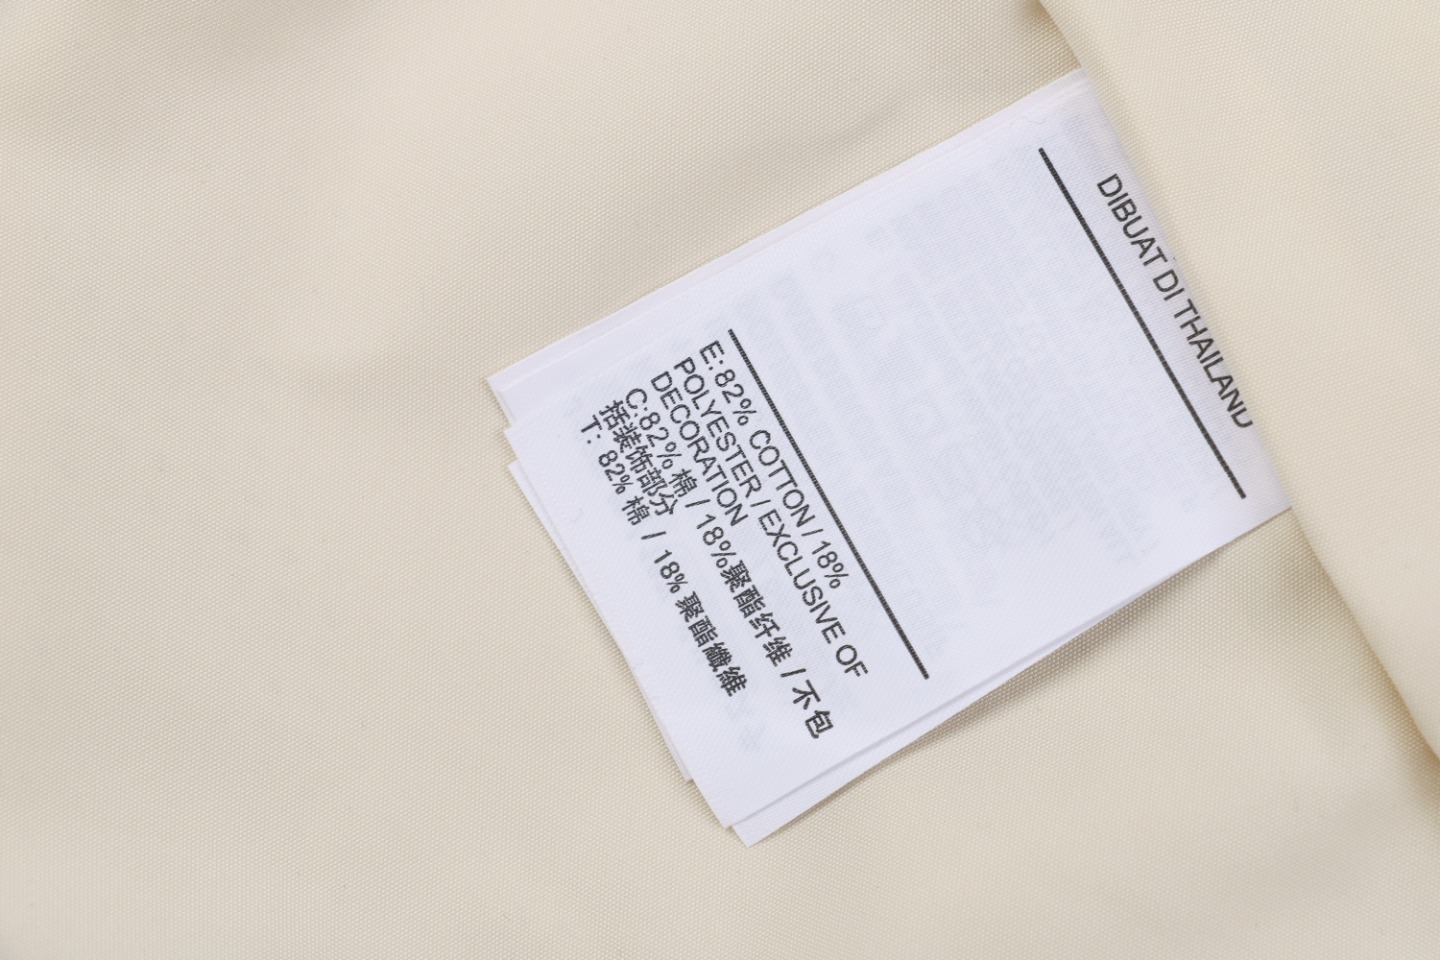 DIBUAT DI THAILAND
E: 82% COTTON / 18%
POLYESTER / EXCLUSIVE OF
DECORATION
C:82% 棉 / 18%聚酯纤维 / 不包
括装饰部分
T: 82% 棉 / 18% 聚酯纖維